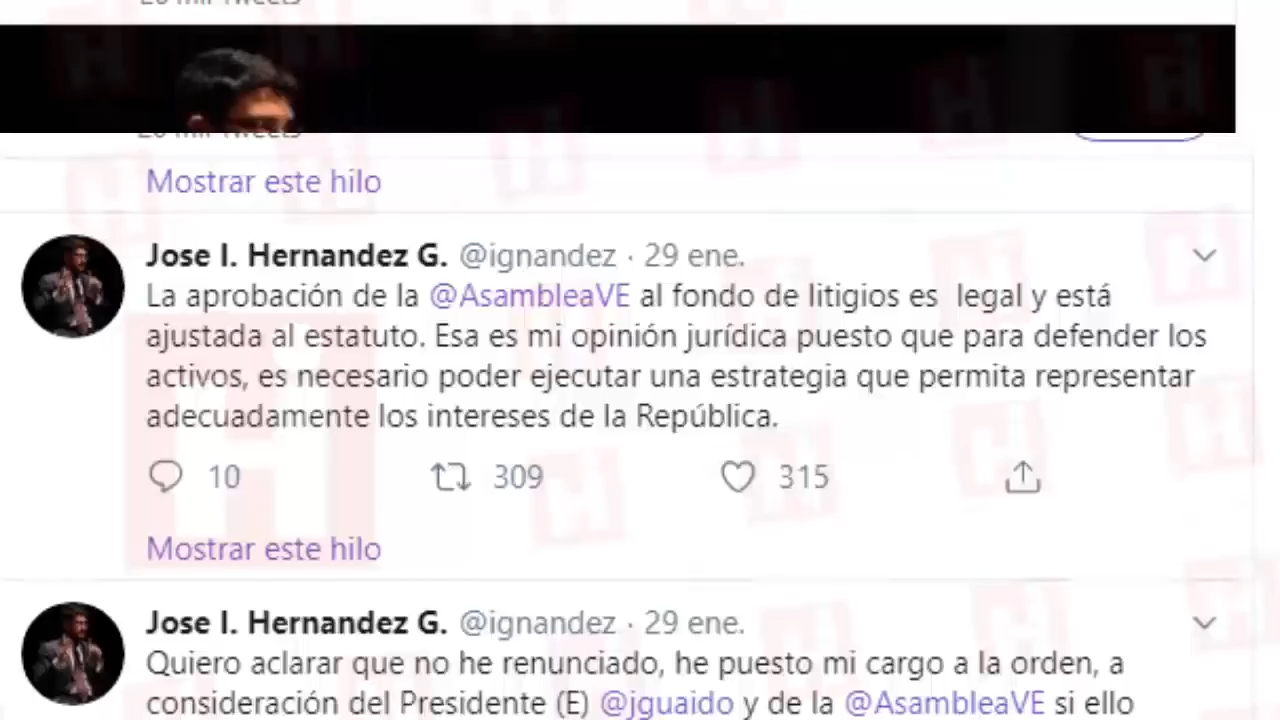 Mostrar este hilo
Jose I. Hernandez G. @ignandez · 29 ene.
La aprobación de la @AsambleaVE al fondo de litigios es legal y está
ajustada al estatuto. Esa es mi opinión jurídica puesto que para defender los
activos, es necesario poder ejecutar una estrategia que permita representar
adecuadamente los intereses de la República.
10 309 315
Mostrar este hilo
Jose I. Hernandez G. @ignandez · 29 ene.
Quiero aclarar que no he renunciado, he puesto mi cargo a la orden, a
consideración del Presidente (E) @jguaido y de la @AsambleaVE si ello